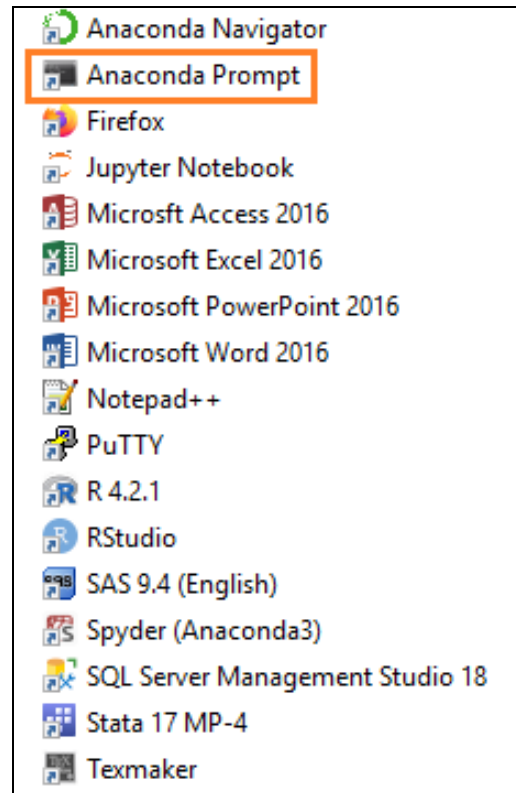 Anaconda Navigator
Anaconda Prompt
Firefox
Jupyter Notebook
Microsft Access 2016
Microsoft Excel 2016
Microsoft PowerPoint 2016
Microsoft Word 2016
Notepad++
PuTTY
R 4.2.1
RStudio
SAS 9.4 (English)
Spyder (Anaconda3)
SQL Server Management Studio 18
Stata 17 MP-4
Texmaker